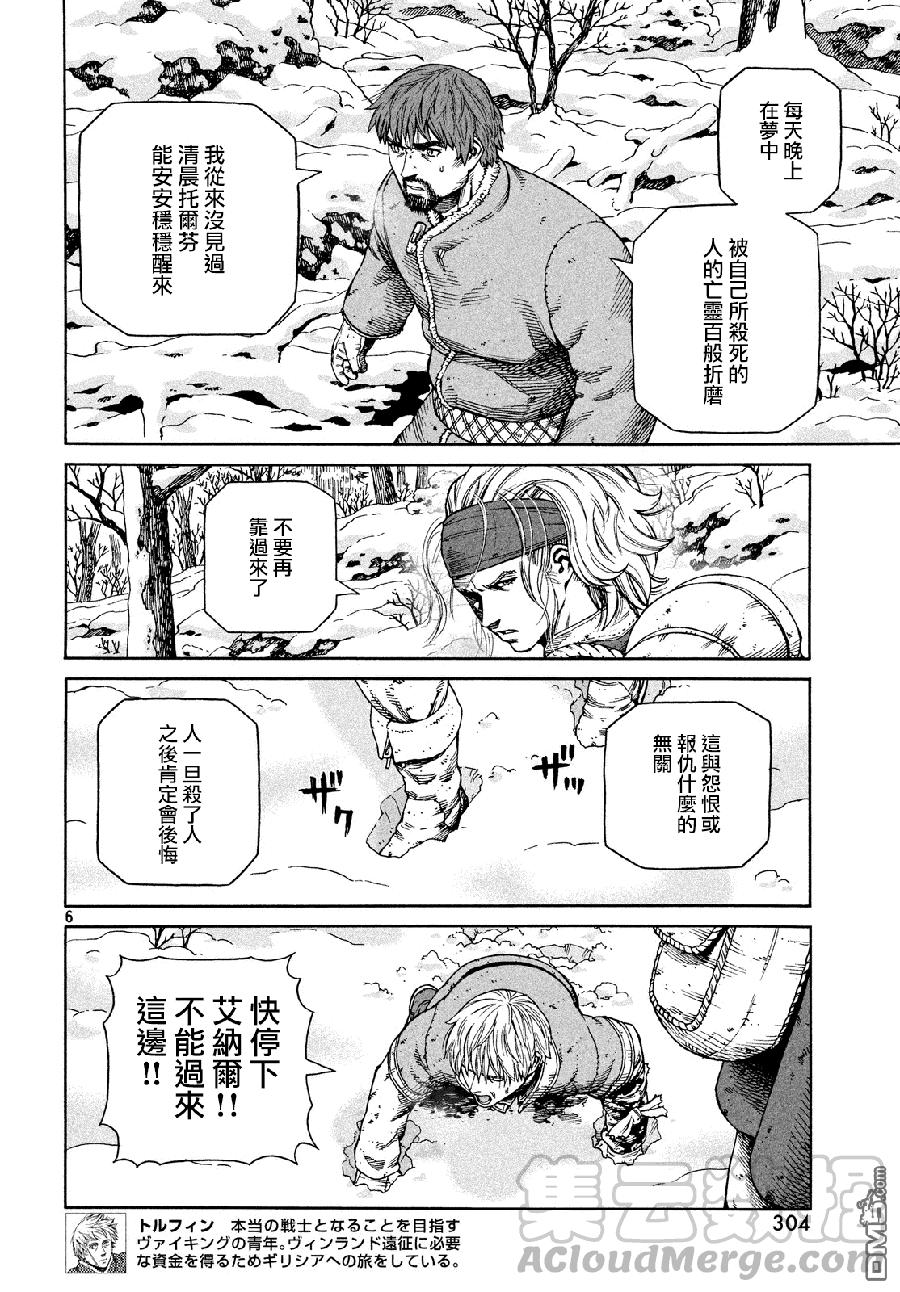 每天晚上
在夢中
被自己所殺死的
人的亡靈百般折磨
我從來沒見過
清晨托爾芬
能安安穩穩醒來
不要再
靠過來了
這與怨恨或
報仇什麼的
無關
ザッ
ザッ
人一旦殺了人
之後肯定會後悔
6
快停下
艾納爾!!
不能過來
這邊!!
トルフィン 本当の戦士となることを目指す
ヴァイキングの青年。ヴィンランド遠征に必要
な資金を得るためギリシアへの旅をしている。
304
集云数据
acloudmerge.com
DMB.com